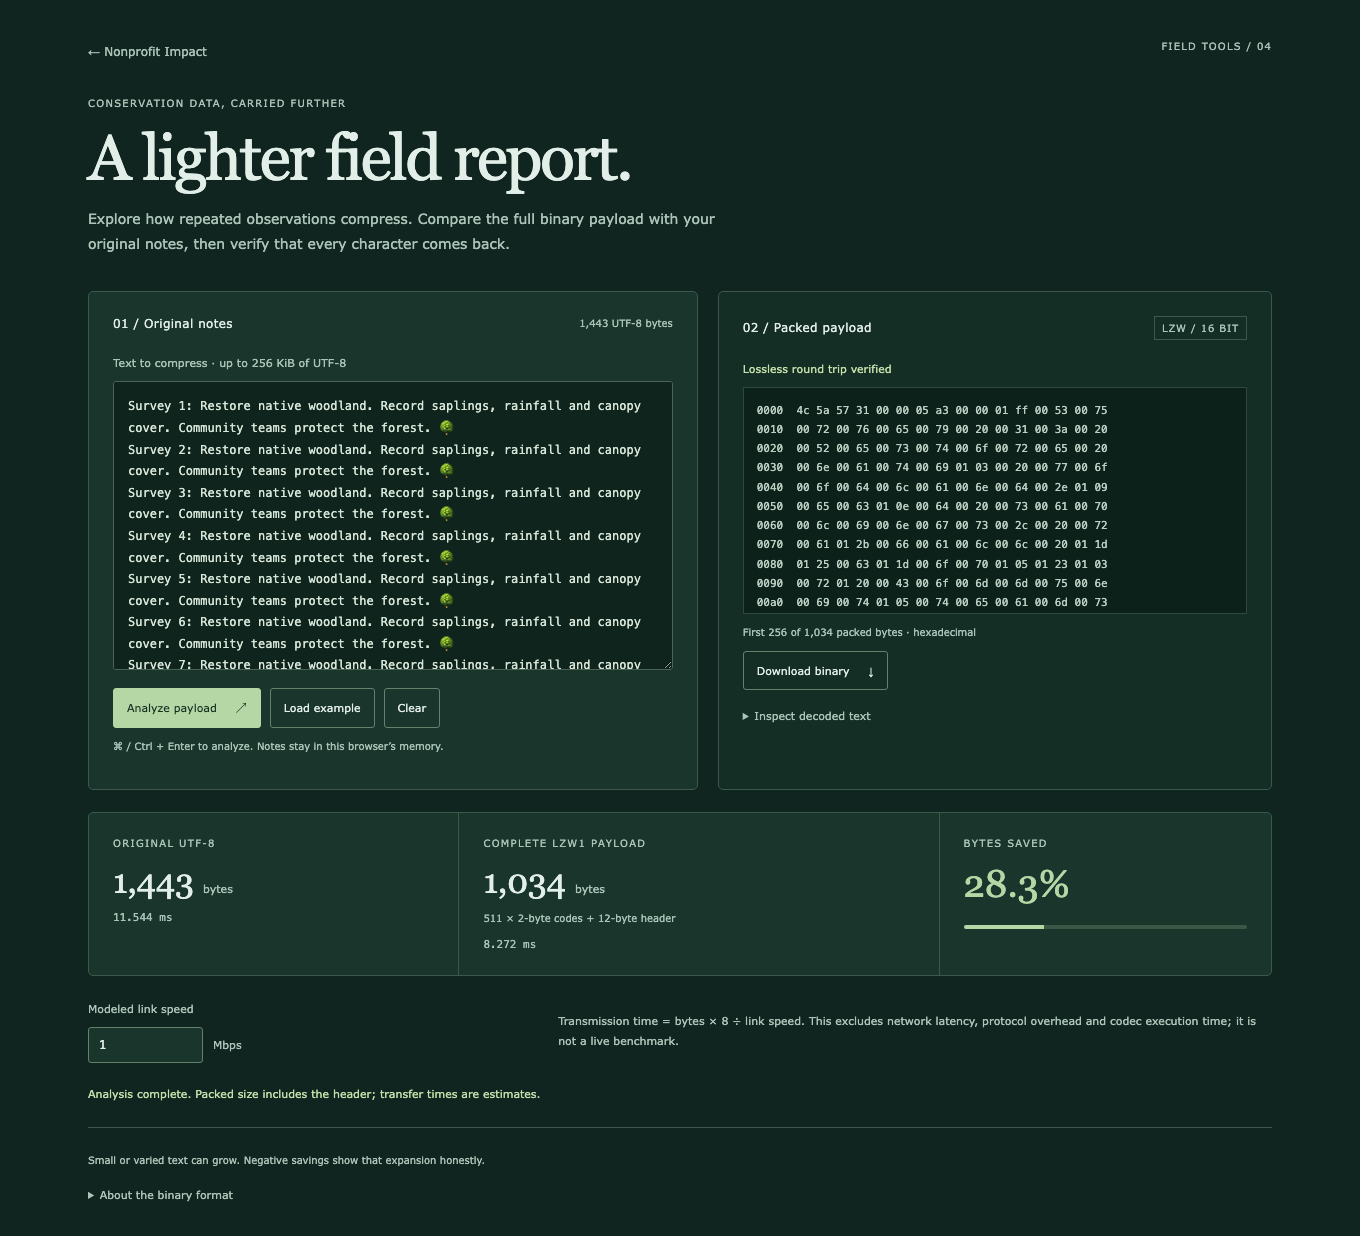 ← Nonprofit Impact
FIELD TOOLS / 04
CONSERVATION DATA, CARRIED FURTHER
A lighter field report.
Explore how repeated observations compress. Compare the full binary payload with your
original notes, then verify that every character comes back.
01 / Original notes
1,443 UTF-8 bytes
Text to compress · up to 256 KiB of UTF-8
Survey 1: Restore native woodland. Record saplings, rainfall and canopy
cover. Community teams protect the forest. 🌳
Survey 2: Restore native woodland. Record saplings, rainfall and canopy
cover. Community teams protect the forest. 🌳
Survey 3: Restore native woodland. Record saplings, rainfall and canopy
cover. Community teams protect the forest. 🌳
Survey 4: Restore native woodland. Record saplings, rainfall and canopy
cover. Community teams protect the forest. 🌳
Survey 5: Restore native woodland. Record saplings, rainfall and canopy
cover. Community teams protect the forest. 🌳
Survey 6: Restore native woodland. Record saplings, rainfall and canopy
cover. Community teams protect the forest. 🌳
Survey 7: Restore native woodland. Record saplings, rainfall and canopy
Analyze payload ↗
Load example
Clear
⌘ / Ctrl + Enter to analyze. Notes stay in this browser’s memory.
02 / Packed payload
LZW / 16 BIT
Lossless round trip verified
0000 4c 5a 57 31 00 00 05 a3 00 00 01 ff 00 53 00 75
0010 00 72 00 76 00 65 00 79 00 20 00 31 00 3a 00 20
0020 00 52 00 65 00 73 00 74 00 6f 00 72 00 65 00 20
0030 00 6e 00 61 00 74 00 69 01 03 00 20 00 77 00 6f
0040 00 6f 00 64 00 6c 00 61 00 6e 00 64 00 2e 01 09
0050 00 65 00 63 01 0e 00 64 00 20 00 73 00 61 00 70
0060 00 6c 00 69 00 6e 00 67 00 73 00 2c 00 20 00 72
0070 00 61 01 2b 00 66 00 61 00 6c 00 6c 00 20 01 1d
0080 01 25 00 63 01 1d 00 6f 00 70 01 05 01 23 01 03
0090 00 72 01 20 00 43 00 6f 00 6d 00 6d 00 75 00 6e
00a0 00 69 00 74 01 05 00 74 00 65 00 61 00 6d 00 73
First 256 of 1,034 packed bytes · hexadecimal
Download binary ↓
▶ Inspect decoded text
ORIGINAL UTF-8
1,443 bytes
11.544 ms
COMPLETE LZW1 PAYLOAD
1,034 bytes
511 × 2-byte codes + 12-byte header
8.272 ms
BYTES SAVED
28.3%
Modeled link speed
1 Mbps
Transmission time = bytes × 8 ÷ link speed. This excludes network latency, protocol overhead and codec execution time; it is
not a live benchmark.
Analysis complete. Packed size includes the header; transfer times are estimates.
Small or varied text can grow. Negative savings show that expansion honestly.
▶ About the binary format